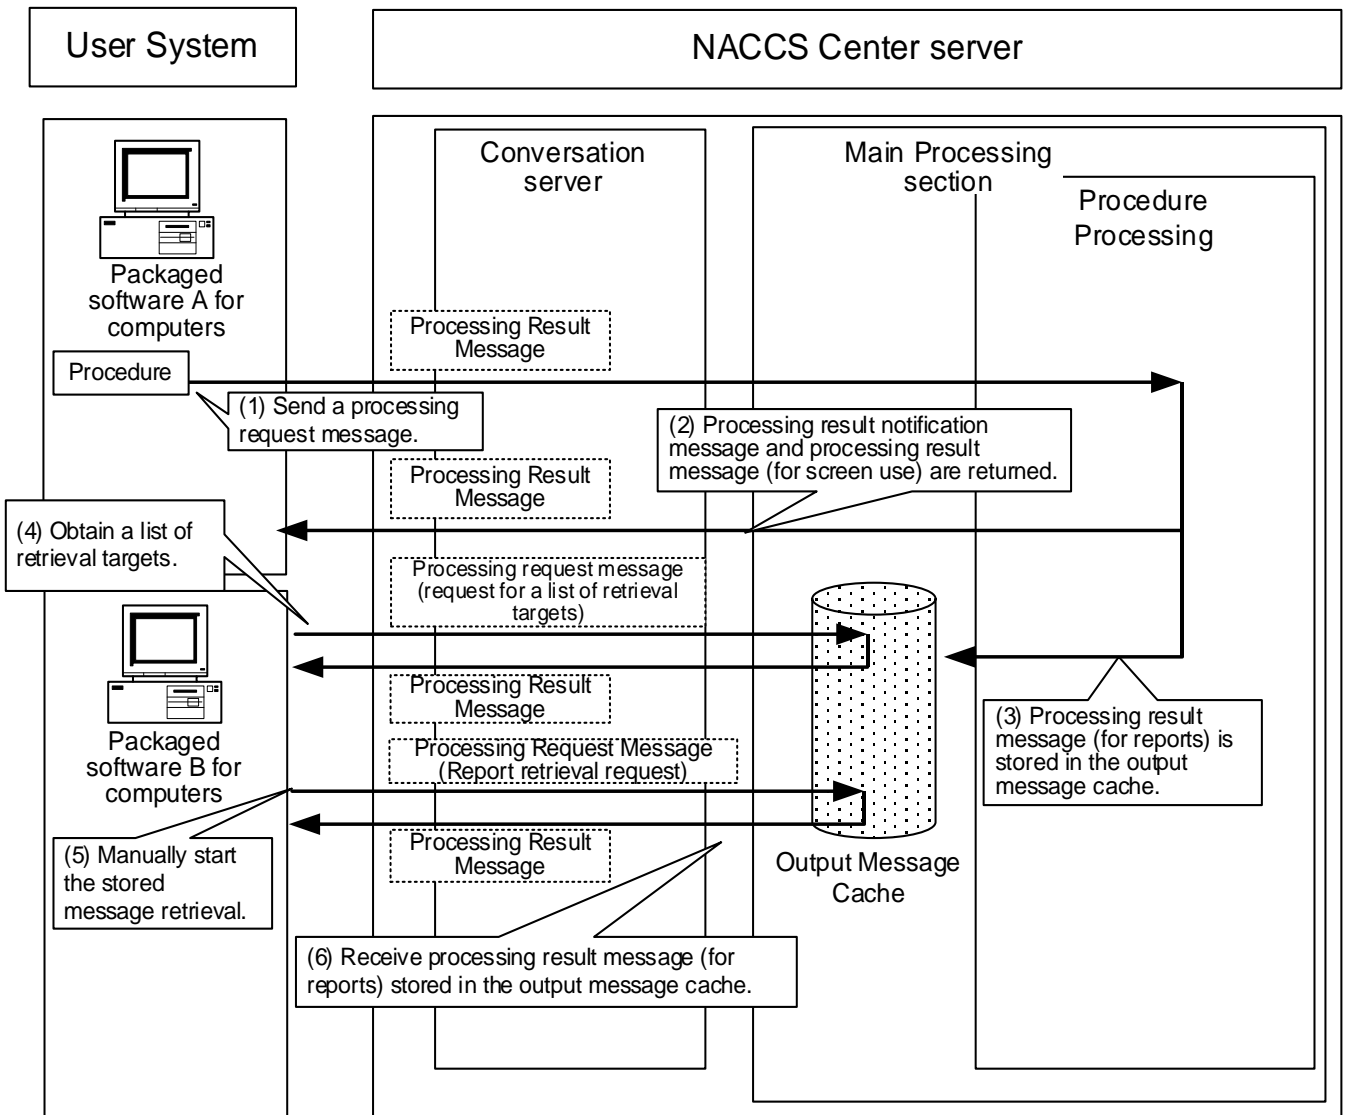 User System
NACCS Center server
Conversation
server
Main Processing
section
Procedure
Processing
Packaged
software A for
computers
Processing Result
Message
Procedure
(1) Send a processing
request message.
(2) Processing result notification
message and processing result
message (for screen use) are returned.
Processing Result
Message
(4) Obtain a list of
retrieval targets.
Processing request message
(request for a list of retrieval
targets)
Processing Result
Message
(3) Processing result
message (for reports) is
stored in the output
message cache.
Packaged
software B for
computers
Processing Request Message
(Report retrieval request)
Processing Result
Message
(5) Manually start
the stored
message retrieval.
Output Message
Cache
(6) Receive processing result message (for
reports) stored in the output message cache.